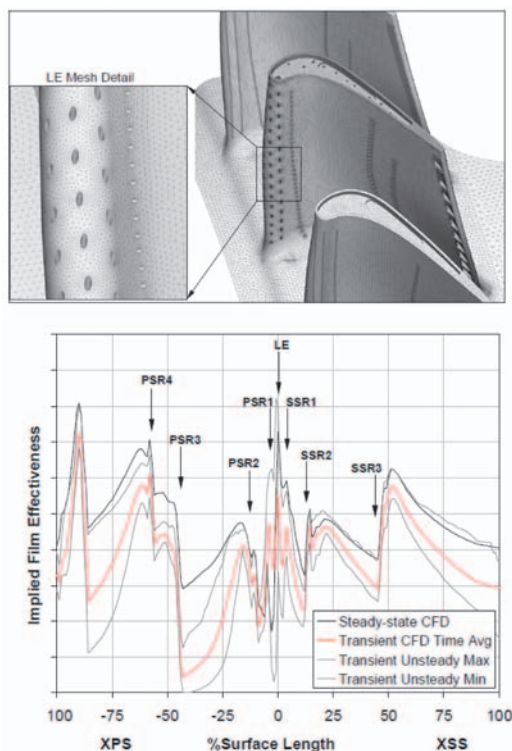 LE Mesh Detail
LE
PSR4
PSR1
SSR1
PSR3
PSR2
SSR2
SSR3
Implied Film Effectiveness
Steady-state CFD
Transient CFD Time Avg
Transient Unsteady Max
Transient Unsteady Min
100 -75 -50 -25 0 25 50 75 100
XPS %Surface Length XSS